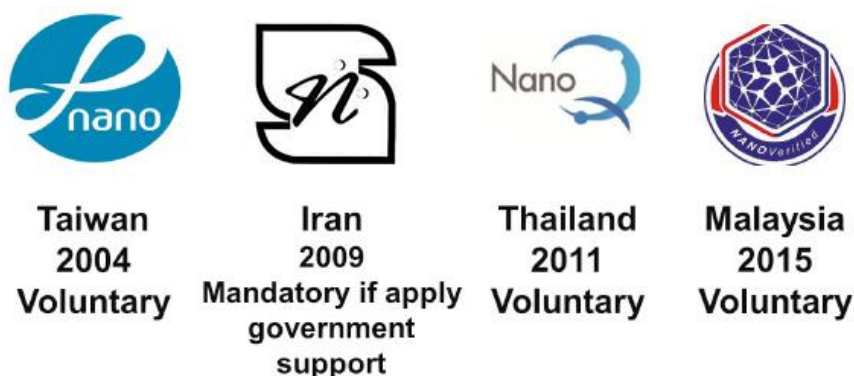 nano
n
Nano Q
NANOVerified
Taiwan
2004
Voluntary
Iran
2009
Mandatory if apply
government
support
Thailand
2011
Voluntary
Malaysia
2015
Voluntary